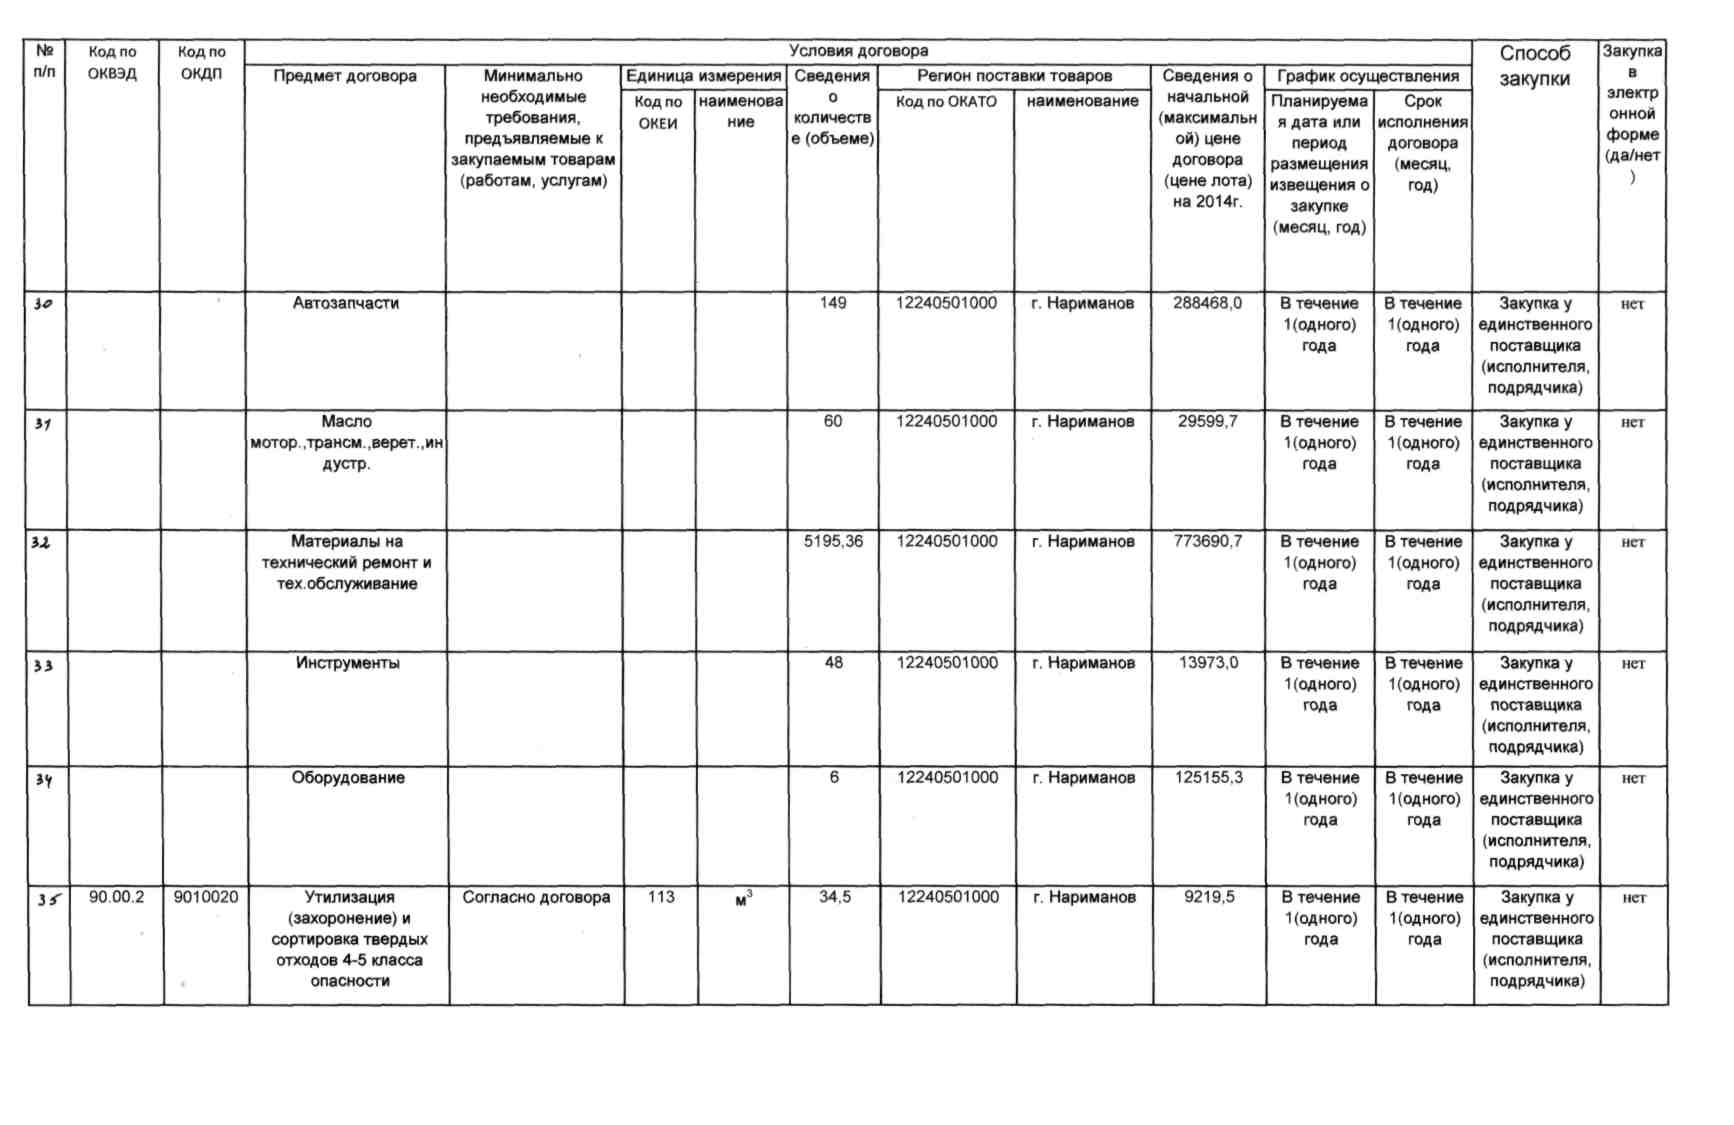 № п/п
Код по ОКВЭД
Код по ОКДП
Условия договора
Способ закупки
Закупка в электр онной форме (да/нет )
Предмет договора
Минимально необходимые требования, предъявляемые к закупаемым товарам (работам, услугам)
Единица измерения
Сведения о количеств е (объеме)
Регион поставки товаров
Сведения о начальной (максимальн ой) цене договора (цене лота) на 2014г.
График осуществления
Код по ОКЕИ
наименова ние
Код по ОКАТО
наименование
Планируема я дата или период размещения извещения о закупке (месяц, год)
Срок исполнения договора (месяц, год)
30 Автозапчасти 149 12240501000 г. Нариманов 288468,0 В течение 1(одного) года В течение 1(одного) года Закупка у единственного поставщика (исполнителя, подрядчика) нет
31 Масло мотор.,трансм.,верет.,ин дустр. 60 12240501000 г. Нариманов 29599,7 В течение 1(одного) года В течение 1(одного) года Закупка у единственного поставщика (исполнителя, подрядчика) нет
32 Материалы на технический ремонт и тех.обслуживание 5195,36 12240501000 г. Нариманов 773690,7 В течение 1(одного) года В течение 1(одного) года Закупка у единственного поставщика (исполнителя, подрядчика) нет
33 Инструменты 48 12240501000 г. Нариманов 13973,0 В течение 1(одного) года В течение 1(одного) года Закупка у единственного поставщика (исполнителя, подрядчика) нет
34 Оборудование 6 12240501000 г. Нариманов 125155,3 В течение 1(одного) года В течение 1(одного) года Закупка у единственного поставщика (исполнителя, подрядчика) нет
35 90.00.2 9010020 Утилизация (захоронение) и сортировка твердых отходов 4-5 класса опасности Согласно договора 113 м³ 34,5 12240501000 г. Нариманов 9219,5 В течение 1(одного) года В течение 1(одного) года Закупка у единственного поставщика (исполнителя, подрядчика) нет